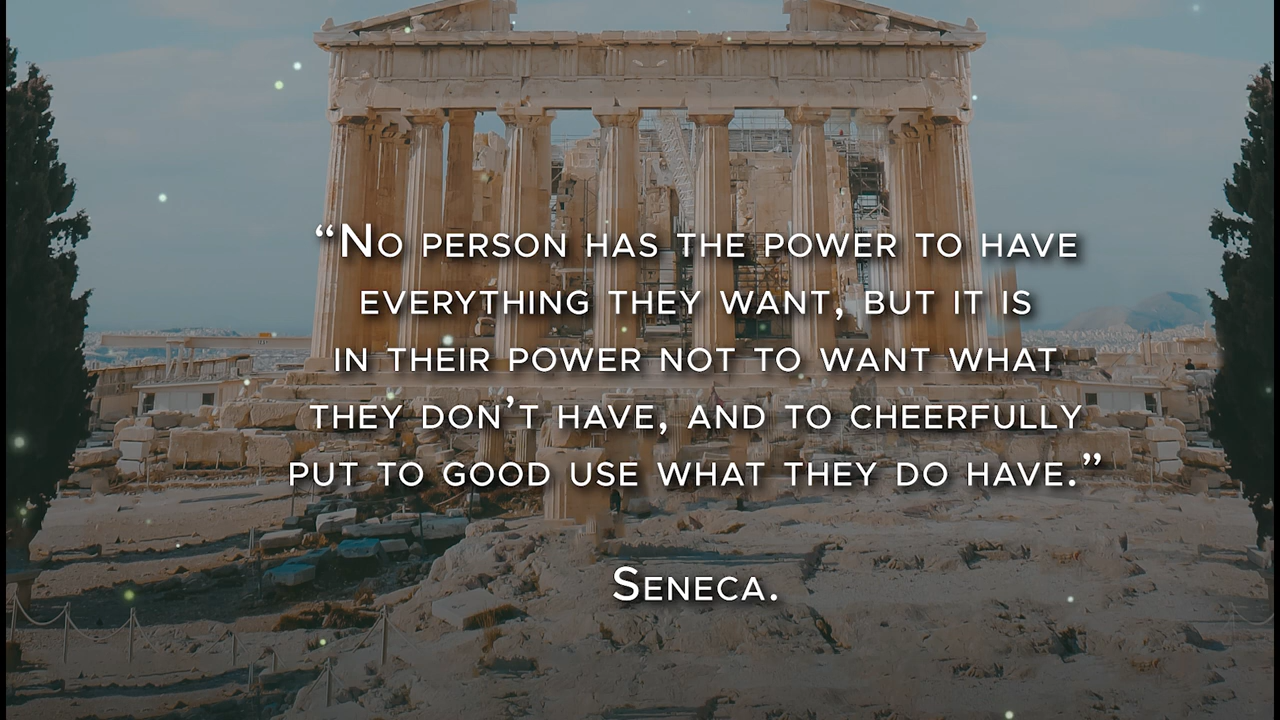 “No person has the power to have
everything they want, but it is
in their power not to want what
they don’t have, and to cheerfully
put to good use what they do have.”
Seneca.